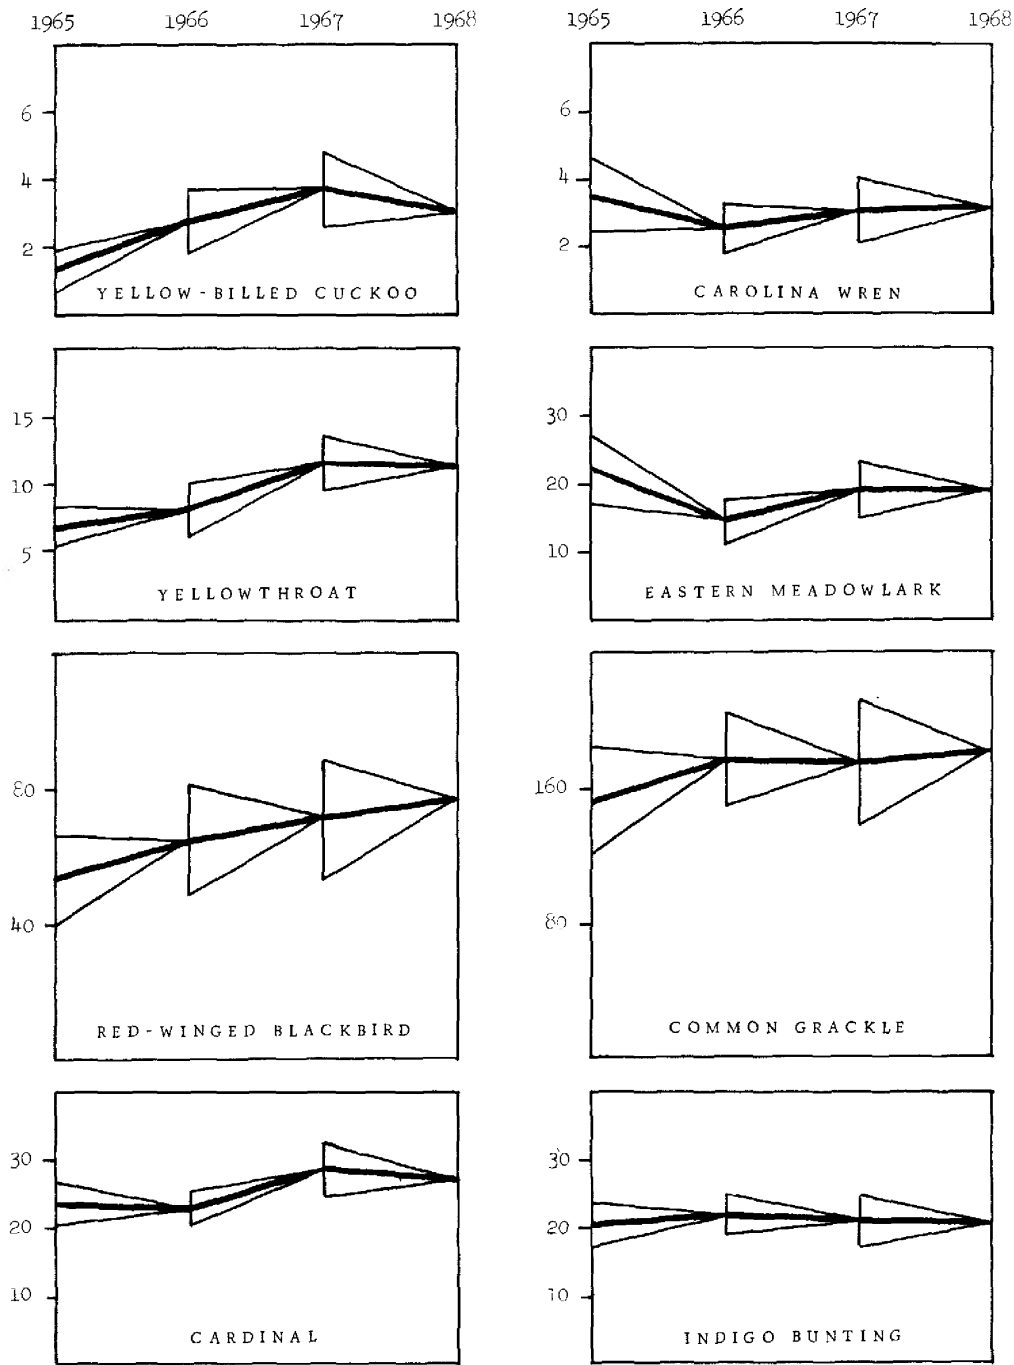 1965 1966 1967 1968
6
4
2
YELLOW-BILLED CUCKOO
1965 1966 1967 1968
6
4
2
CAROLINA WREN
15
10
5
YELLOWTHROAT
30
20
10
EASTERN MEADOWLARK
80
40
RED-WINGED BLACKBIRD
160
80
COMMON GRACKLE
30
20
10
CARDINAL
30
20
10
INDIGO BUNTING